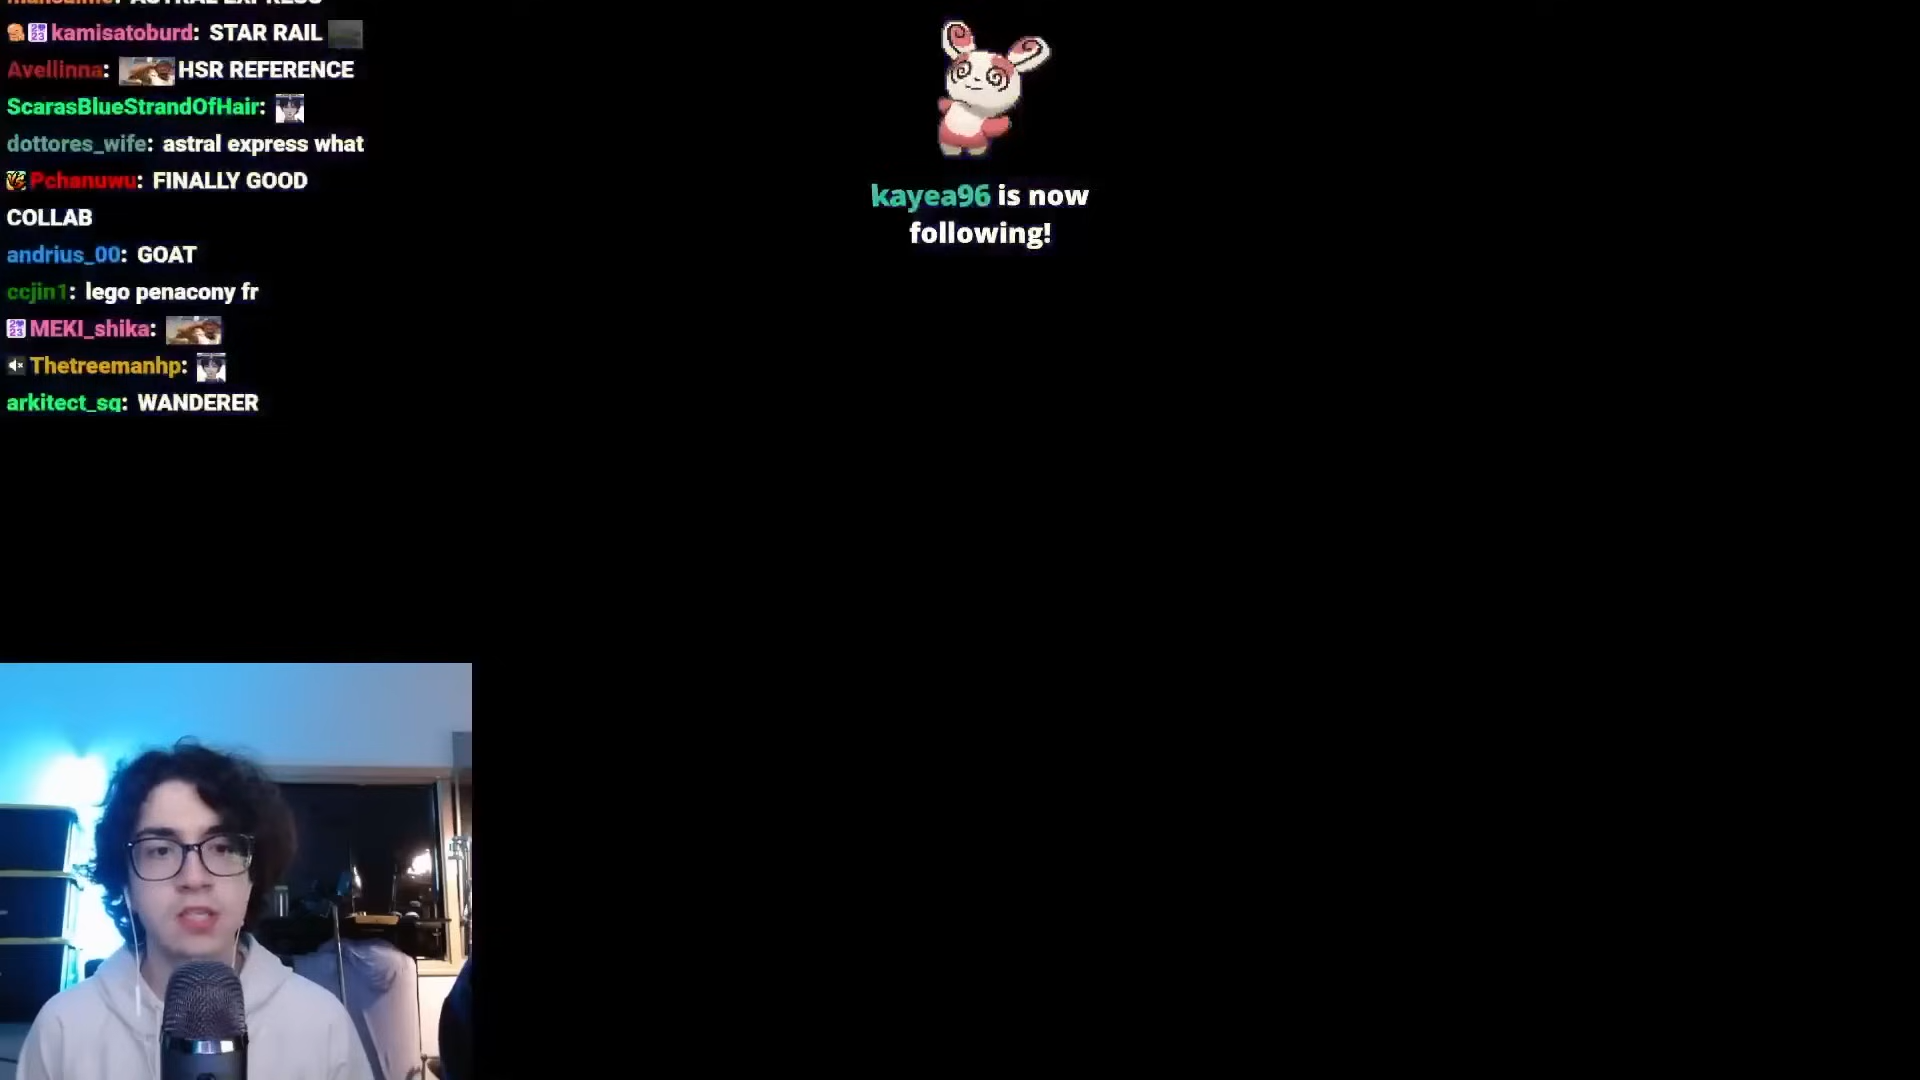 kamisatoburd: STAR RAIL
Avellinna: HSR REFERENCE
ScarasBlueStrandOfHair:
dottores_wife: astral express what
Pchanuwu: FINALLY GOOD
COLLAB
andrius_00: GOAT
ccjin1: lego penacony fr
MEKI_shika:
Thetreemanhp:
arkitect_sq: WANDERER
kayea96 is now
following!